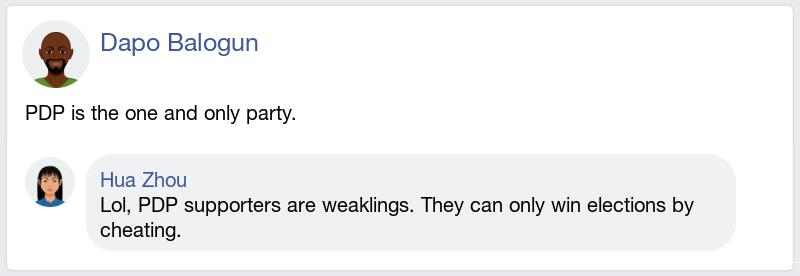 Dapo Balogun
PDP is the one and only party.
Hua Zhou
Lol, PDP supporters are weaklings. They can only win elections by
cheating.